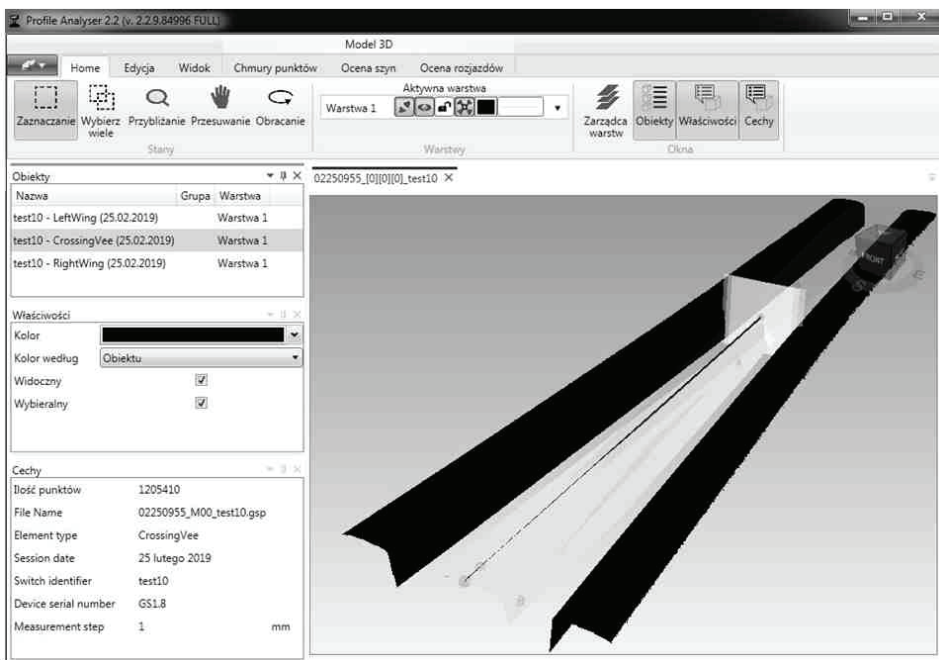 Profile Analyser 2.2 (v. 2.2.9.84996 FULL)
Model 3D
Home Edycja Widok Chmury punktów Ocena szyn Ocena rozjazdów
Aktywna warstwa
Warstwa 1
Zaznaczanie Wybierz wiele Przybliżanie Przesuwanie Obracanie
Zarządca warstw Obiekty Właściwości Cechy
Stany Warstwy Okna
Obiekty
02250955_[0][0][0]_test10
Nazwa Grupa Warstwa
test10 - LeftWing (25.02.2019) Warstwa 1
test10 - CrossingVee (25.02.2019) Warstwa 1
test10 - RightWing (25.02.2019) Warstwa 1
Właściwości
Kolor
Kolor według Obiektu
Widoczny
Wybieralny
Cechy
Ilość punktów 1205410
File Name 02250955_M00_test10.gsp
Element type CrossingVee
Session date 25 lutego 2019
Switch identifier test10
Device serial number GS1.8
Measurement step 1 mm